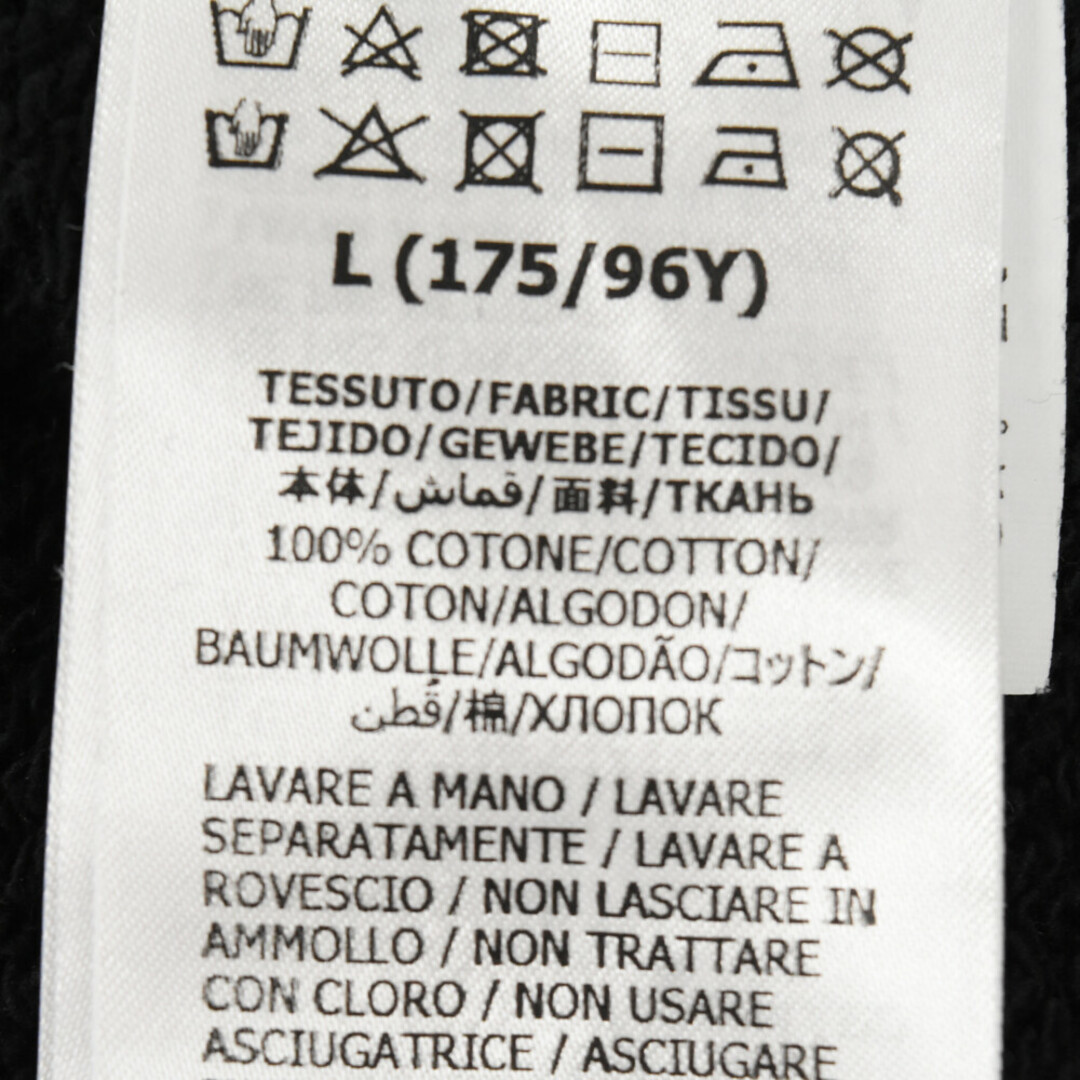 L (175/96Y)
TESSUTO/FABRIC/TISSU/
TEJIDO/GEWEBE/TECIDO/
本体/قماش/面料/ТКАНЬ
100% COTONE/COTTON/
COTON/ALGODON/
BAUMWOLLE/ALGODÃO/コットン/
قُطن/棉/ХЛОПОК
LAVARE A MANO / LAVARE
SEPARATAMENTE / LAVARE A
ROVESCIO / NON LASCIARE IN
AMMOLLO / NON TRATTARE
CON CLORO / NON USARE
ASCIUGATRICE / ASCIUGARE